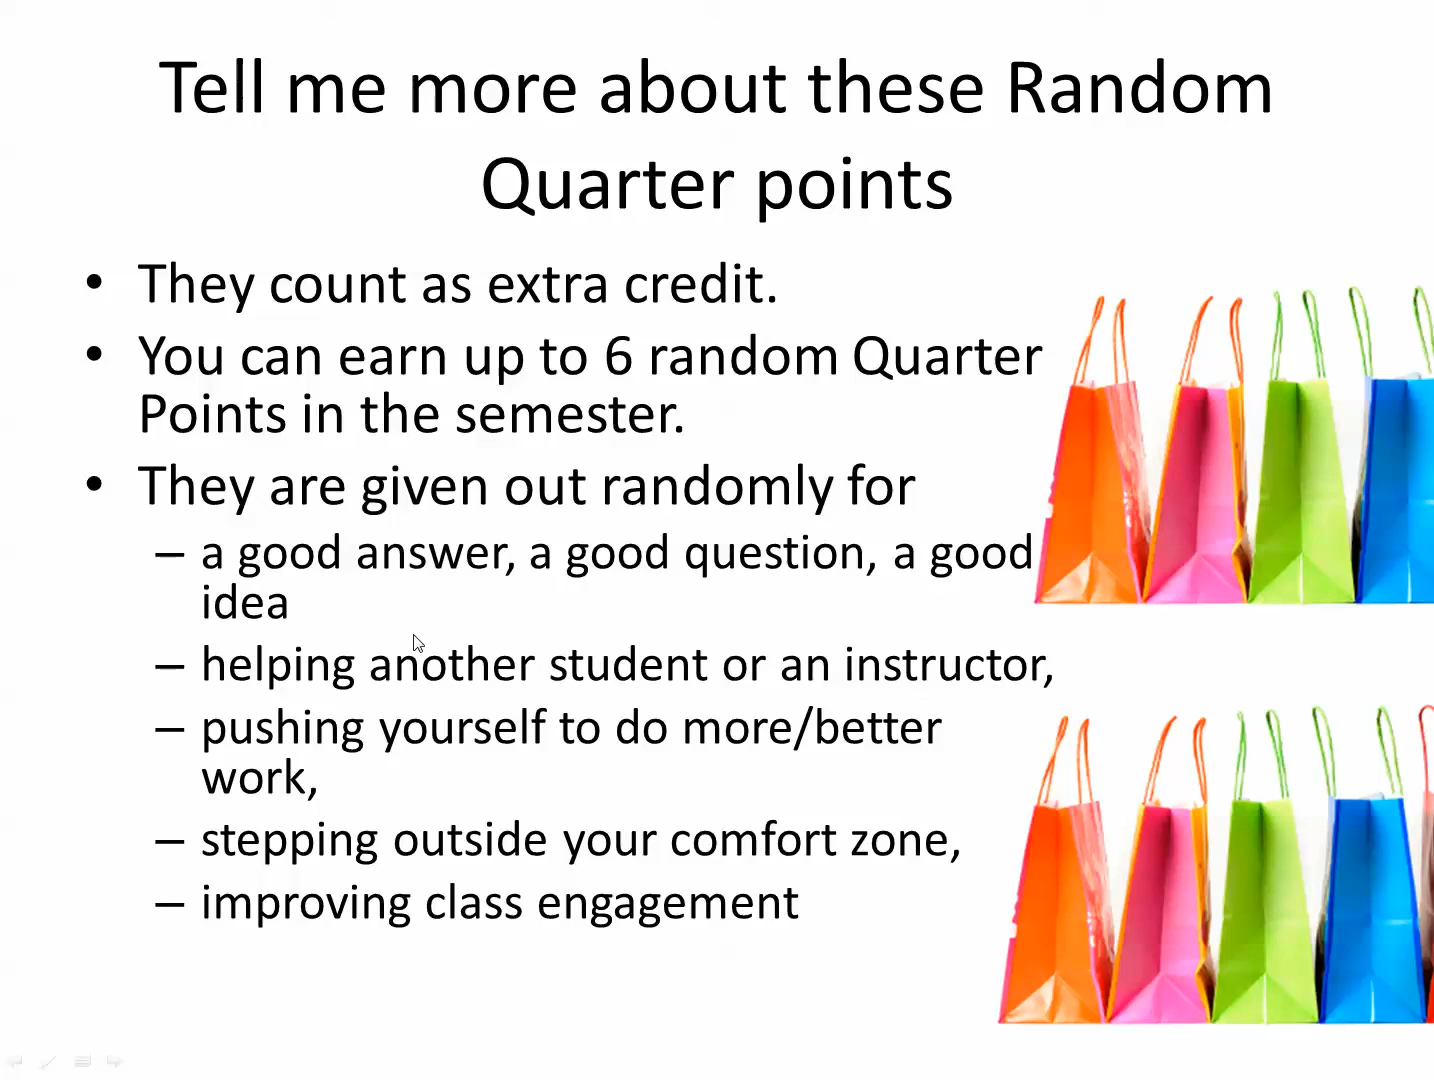 Tell me more about these Random
Quarter points
• They count as extra credit.
• You can earn up to 6 random Quarter
Points in the semester.
• They are given out randomly for
– a good answer, a good question, a good
idea
– helping another student or an instructor,
– pushing yourself to do more/better
work,
– stepping outside your comfort zone,
– improving class engagement